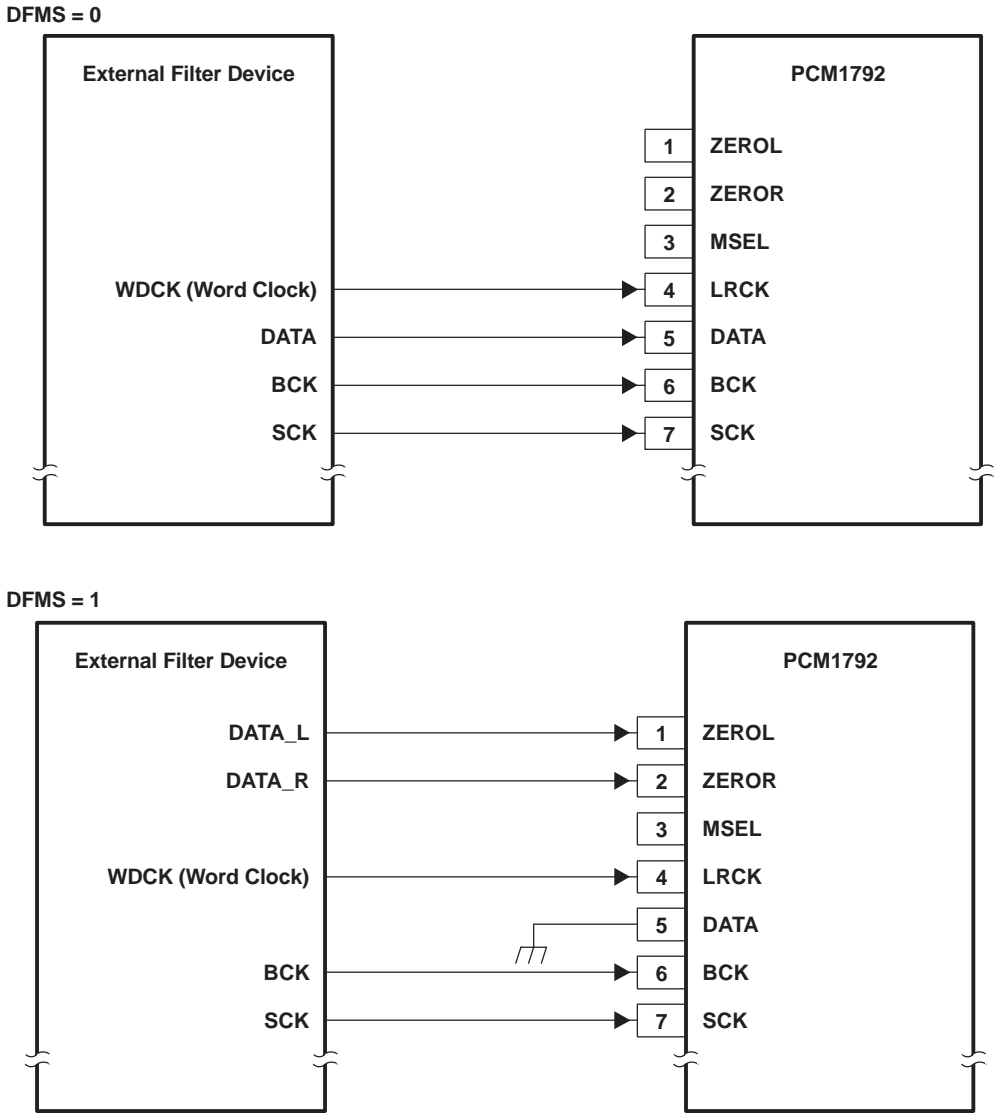 DFMS = 0
External Filter Device
PCM1792
1 ZEROL
2 ZEROR
3 MSEL
WDCK (Word Clock) 4 LRCK
DATA 5 DATA
BCK 6 BCK
SCK 7 SCK
DFMS = 1
External Filter Device
PCM1792
DATA_L 1 ZEROL
DATA_R 2 ZEROR
3 MSEL
WDCK (Word Clock) 4 LRCK
5 DATA
BCK 6 BCK
SCK 7 SCK